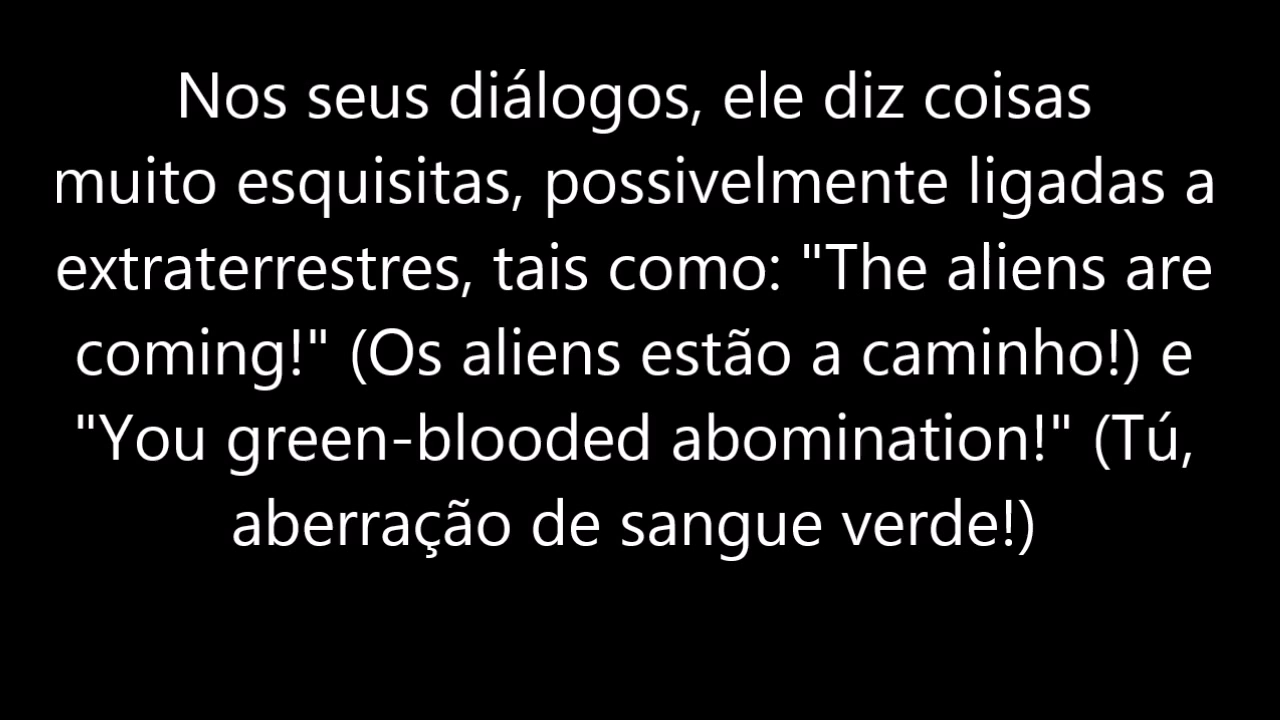 Nos seus diálogos, ele diz coisas
muito esquisitas, possivelmente ligadas a
extraterrestres, tais como: "The aliens are
coming!" (Os aliens estão a caminho!) e
"You green-blooded abomination!" (Tú,
aberração de sangue verde!)